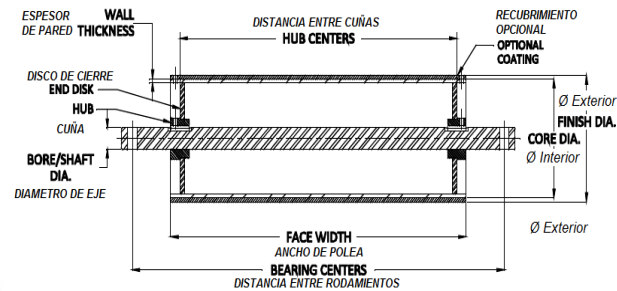 ESPESOR
DE PARED
WALL
THICKNESS
DISTANCIA ENTRE CUÑAS
HUB CENTERS
RECUBRIMIENTO
OPCIONAL
OPTIONAL
COATING
DISCO DE CIERRE
END DISK
HUB
CUÑA
BORE/SHAFT
DIA.
DIAMETRO DE EJE
Ø Exterior
FINISH DIA.
CORE DIA.
Ø Interior
Ø Exterior
FACE WIDTH
ANCHO DE POLEA
BEARING CENTERS
DISTANCIA ENTRE RODAMIENTOS